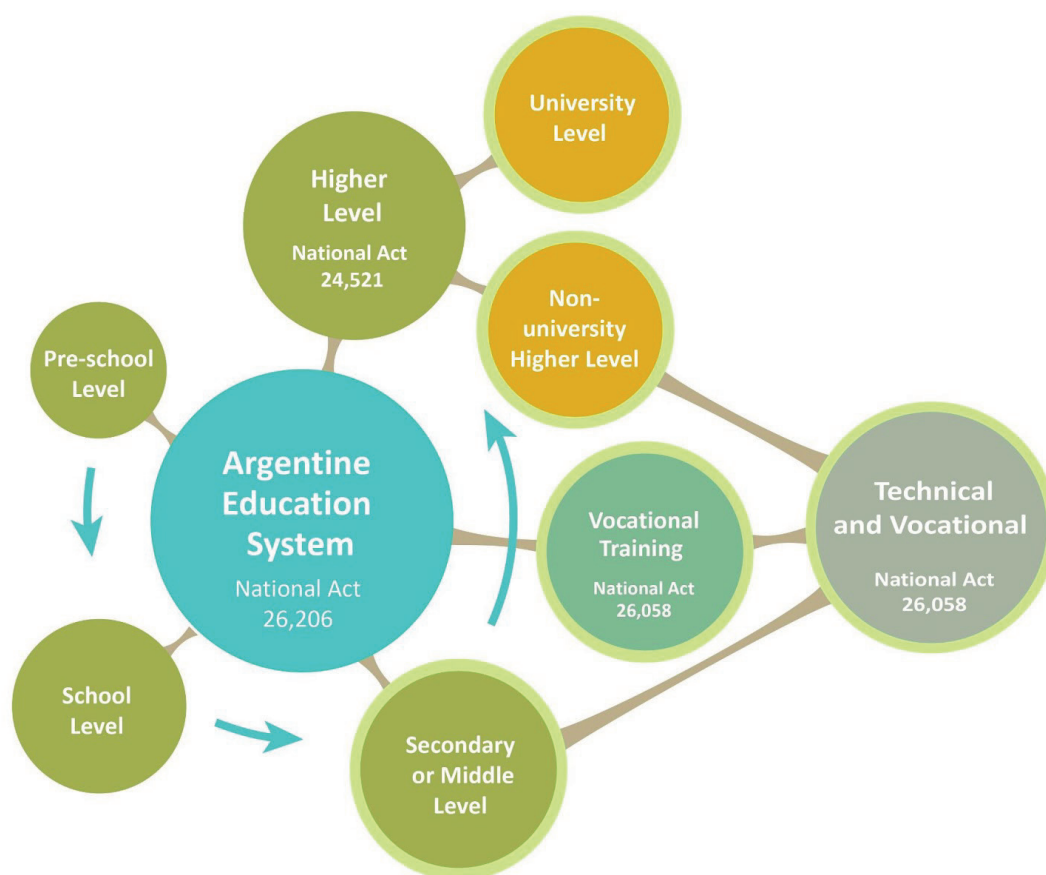 University
Level
Higher
Level
National Act
24,521
Non-
university
Higher Level
Pre-school
Level
Argentine
Education
System
National Act
26,206
Vocational
Training
National Act
26,058
Technical
and Vocational
National Act
26,058
School
Level
Secondary
or Middle
Level